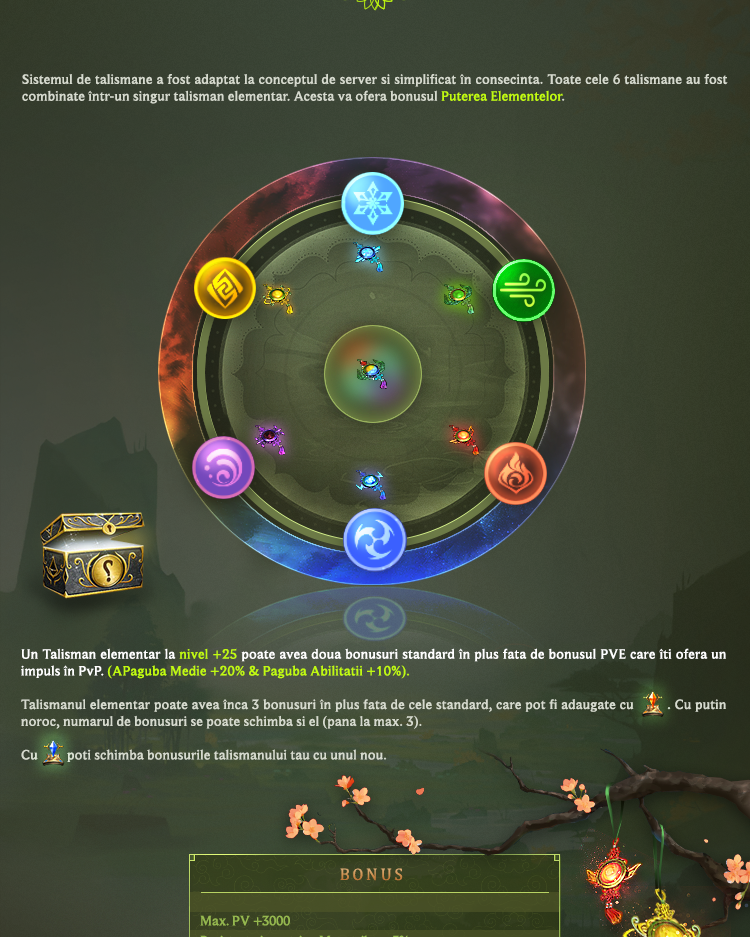 Sistemul de talismane a fost adaptat la conceptul de server si simplificat în consecinta. Toate cele 6 talismane au fost
combinate într-un singur talisman elementar. Acesta va ofera bonusul Puterea Elementelor.
Un Talisman elementar la nivel +25 poate avea doua bonusuri standard în plus fata de bonusul PVE care îti ofera un
impuls în PvP. (APaguba Medie +20% & Paguba Abilitatii +10%).
Talismanul elementar poate avea înca 3 bonusuri în plus fata de cele standard, care pot fi adaugate cu . Cu putin
noroc, numarul de bonusuri se poate schimba si el (pana la max. 3).
Cu poti schimba bonusurile talismanului tau cu unul nou.
BONUS
Max. PV +3000